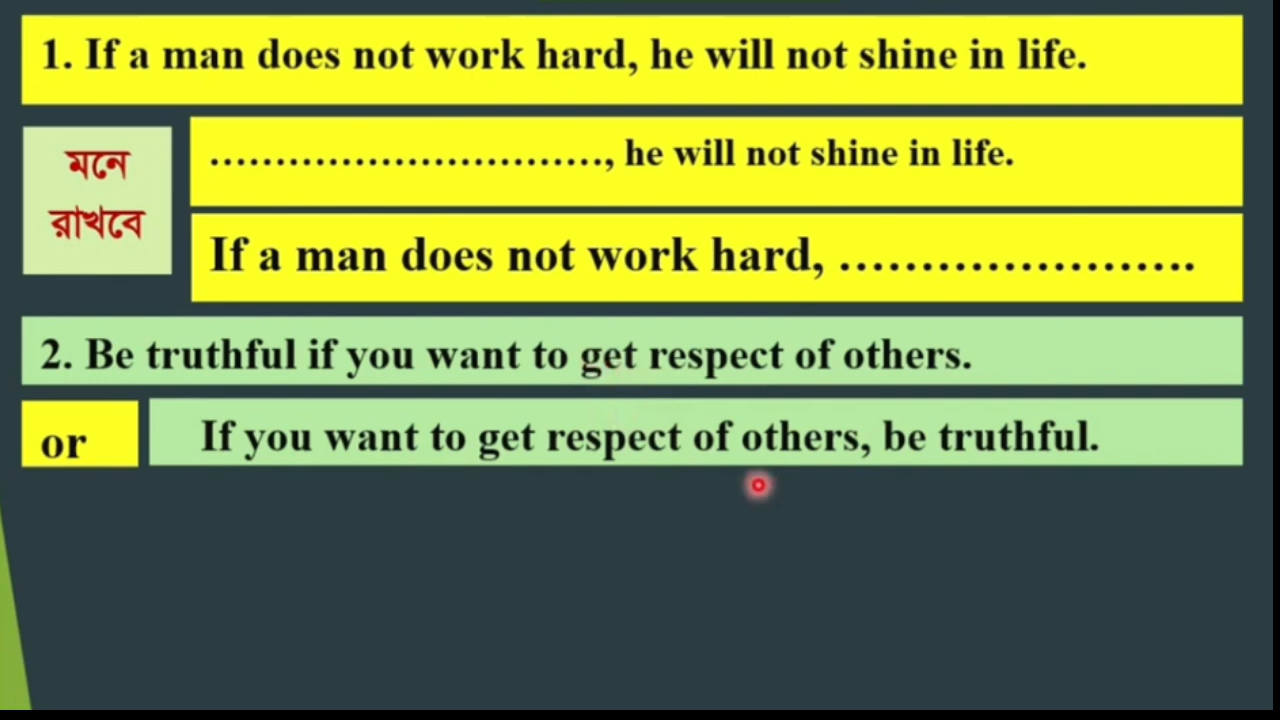 1. If a man does not work hard, he will not shine in life.
মনে
রাখবে
……………………………, he will not shine in life.
If a man does not work hard, ………………….
2. Be truthful if you want to get respect of others.
or
If you want to get respect of others, be truthful.